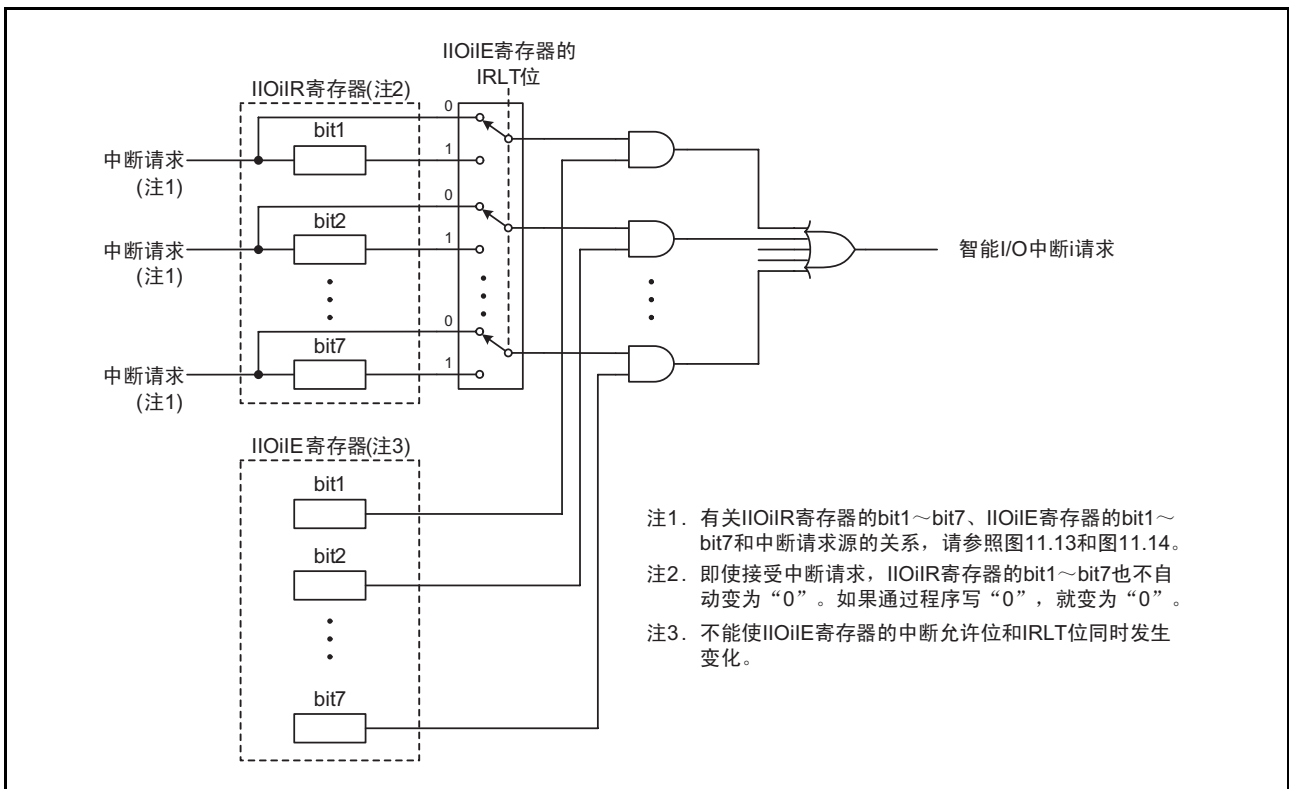 IIOiIE寄存器的
IRLT位
IIOiIR寄存器(注2)
0
bit1
1
中断请求
(注1)
0
bit2
1
中断请求
(注1)
智能I/O中断i请求
0
bit7
1
中断请求
(注1)
IIOiIE寄存器(注3)
bit1
bit2
bit7
注1. 有关IIOiIR寄存器的bit1～bit7、IIOiIE寄存器的bit1～
bit7和中断请求源的关系，请参照图11.13和图11.14。
注2. 即使接受中断请求，IIOiIR寄存器的bit1～bit7也不自
动变为“0”。如果通过程序写“0”，就变为“0”。
注3. 不能使IIOiIE寄存器的中断允许位和IRLT位同时发生
变化。